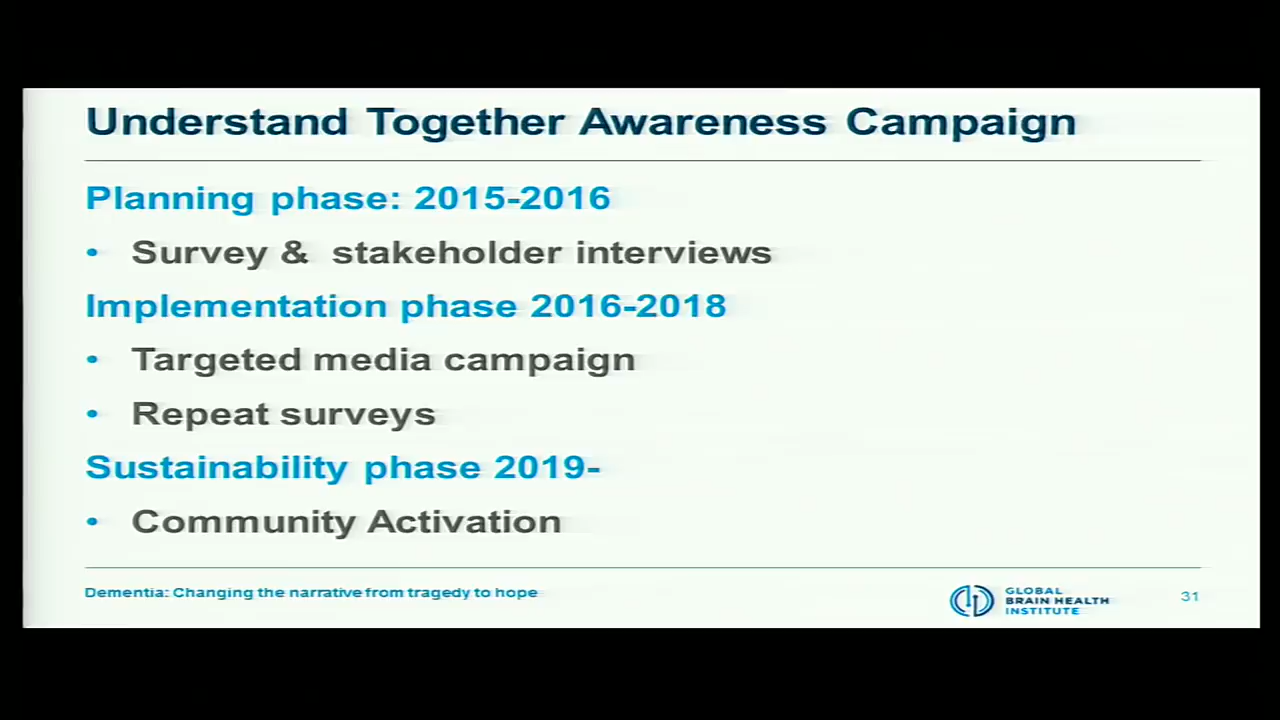 Understand Together Awareness Campaign
Planning phase: 2015-2016
• Survey & stakeholder interviews
Implementation phase 2016-2018
• Targeted media campaign
• Repeat surveys
Sustainability phase 2019-
• Community Activation
Dementia: Changing the narrative from tragedy to hope
GLOBAL
BRAIN HEALTH
INSTITUTE
31